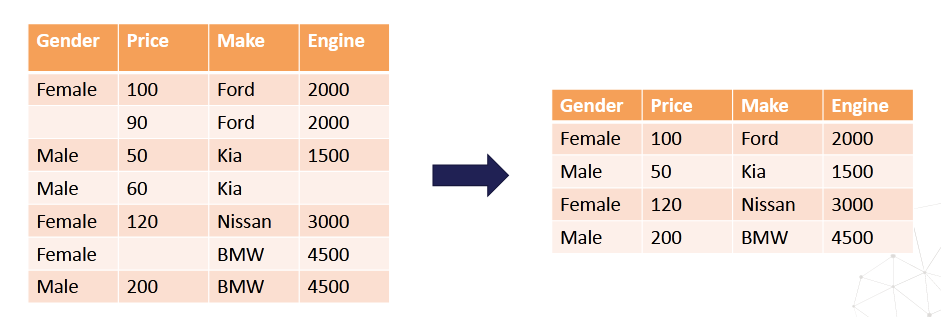 Gender Price Make Engine
Female 100 Ford 2000
90 Ford 2000
Male 50 Kia 1500
Male 60 Kia
Female 120 Nissan 3000
Female BMW 4500
Male 200 BMW 4500
Gender Price Make Engine
Female 100 Ford 2000
Male 50 Kia 1500
Female 120 Nissan 3000
Male 200 BMW 4500